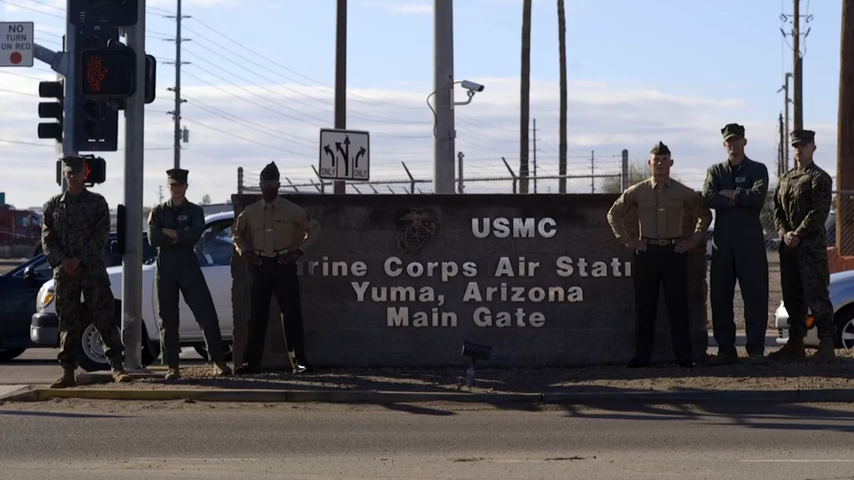 NO
TURN
ON RED
ONLY ONLY
USMC
rine Corps Air Stati
Yuma, Arizona
Main Gate